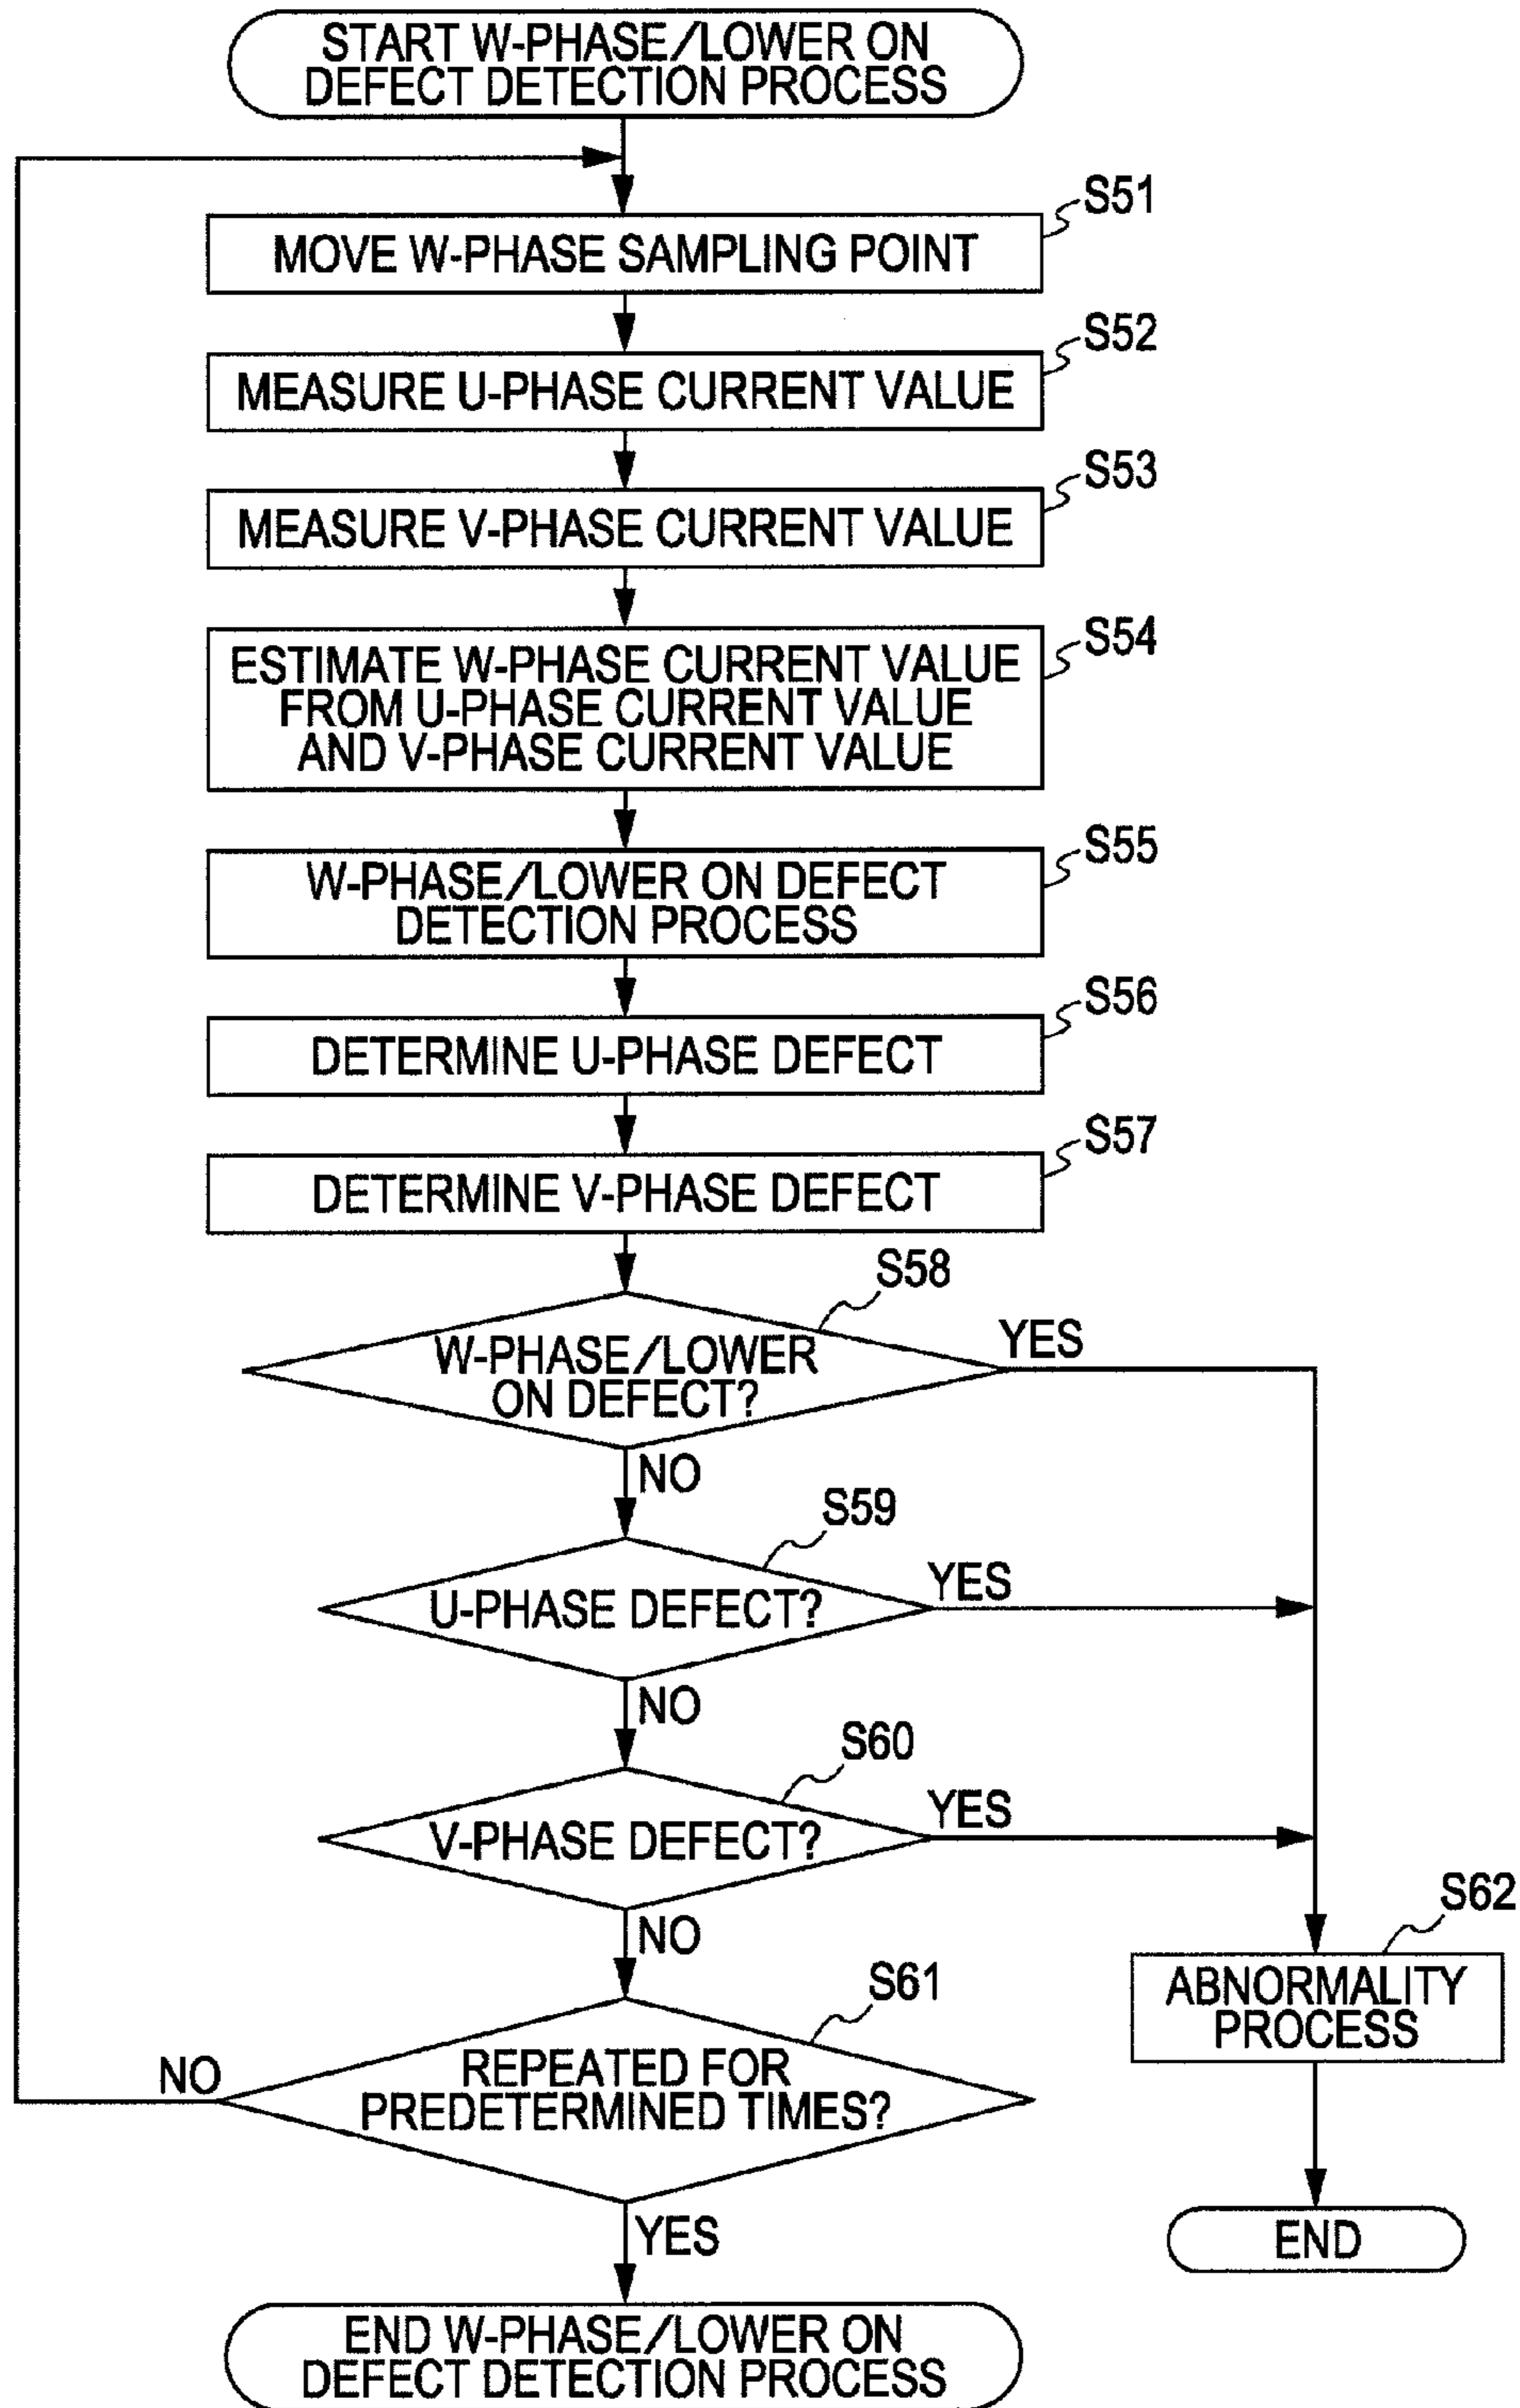 START W-PHASE/LOWER ON
DEFECT DETECTION PROCESS
S51
MOVE W-PHASE SAMPLING POINT
S52
MEASURE U-PHASE CURRENT VALUE
S53
MEASURE V-PHASE CURRENT VALUE
S54
ESTIMATE W-PHASE CURRENT VALUE
FROM U-PHASE CURRENT VALUE
AND V-PHASE CURRENT VALUE
S55
W-PHASE/LOWER ON DEFECT
DETECTION PROCESS
S56
DETERMINE U-PHASE DEFECT
S57
DETERMINE V-PHASE DEFECT
S58
W-PHASE/LOWER
ON DEFECT?
YES
NO
S59
U-PHASE DEFECT?
YES
NO
S60
V-PHASE DEFECT?
YES
NO
S61
REPEATED FOR
PREDETERMINED TIMES?
NO
YES
S62
ABNORMALITY
PROCESS
END
END W-PHASE/LOWER ON
DEFECT DETECTION PROCESS